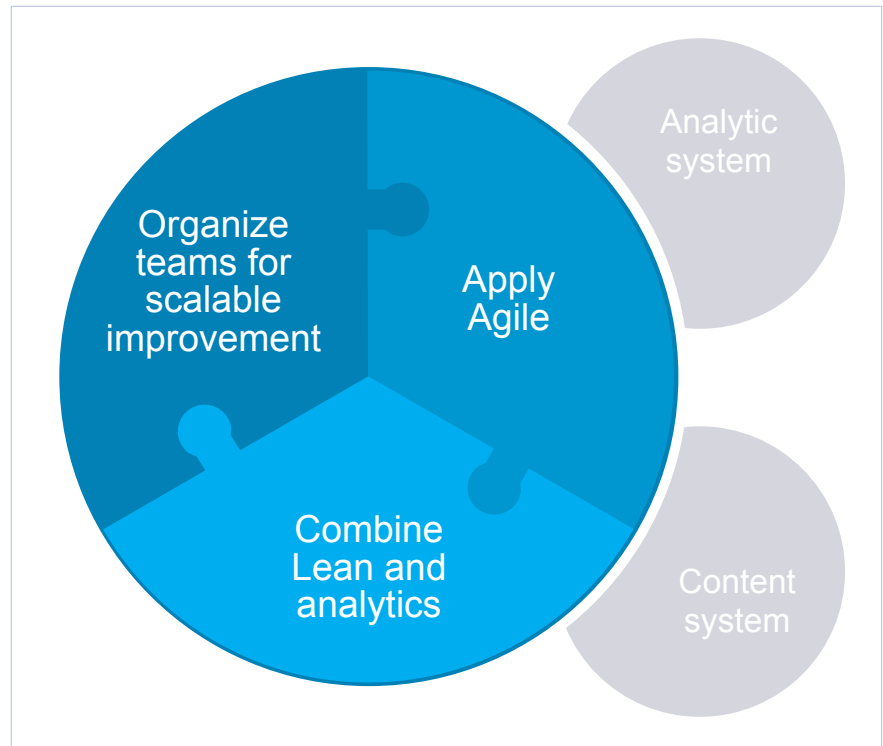 Organize
teams for
scalable
improvement
Apply
Agile
Combine
Lean and
analytics
Analytic
system
Content
system